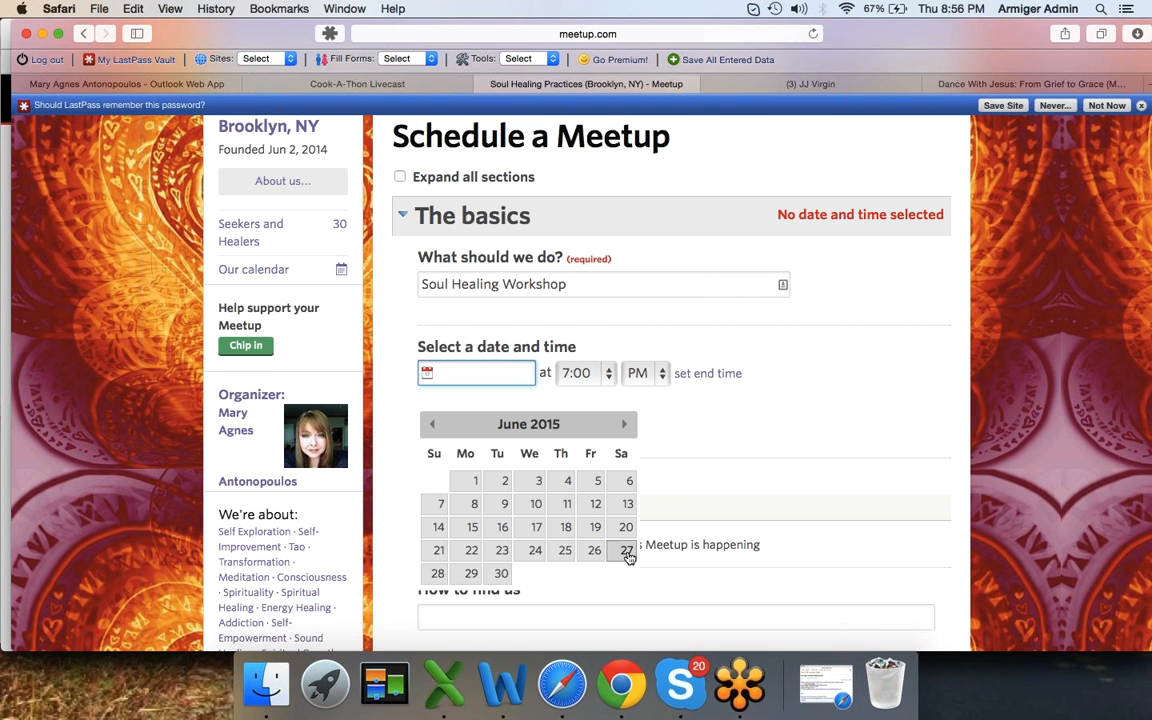 Safari File Edit View History Bookmarks Window Help 67% Thu 8:56 PM Armiger Admin
meetup.com
Log out My LastPass Vault Sites: Select Fill Forms: Select Tools: Select Go Premium! Save All Entered Data
Mary Agnes Antonopoulos - Outlook Web App Cook-A-Thon Livecast Soul Healing Practices (Brooklyn, NY) - Meetup (3) JJ Virgin Dance With Jesus: From Grief to Grace (M...
Should LastPass remember this password? Save Site Never... Not Now
Brooklyn, NY
Founded Jun 2, 2014
About us...
Seekers and Healers 30
Our calendar
Help support your
Meetup
Chip in
Organizer:
Mary
Agnes
Antonopoulos
We're about:
Self Exploration · Self-
Improvement · Tao ·
Transformation ·
Meditation · Consciousness
· Spirituality · Spiritual
Healing · Energy Healing ·
Addiction · Self-
Empowerment · Sound
Schedule a Meetup
Expand all sections
The basics No date and time selected
What should we do? (required)
Soul Healing Workshop
Select a date and time
at 7:00 PM set end time
June 2015
Su Mo Tu We Th Fr Sa
1 2 3 4 5 6
7 8 9 10 11 12 13
14 15 16 17 18 19 20
21 22 23 24 25 26 27
28 29 30
s Meetup is happening
How to find us
20